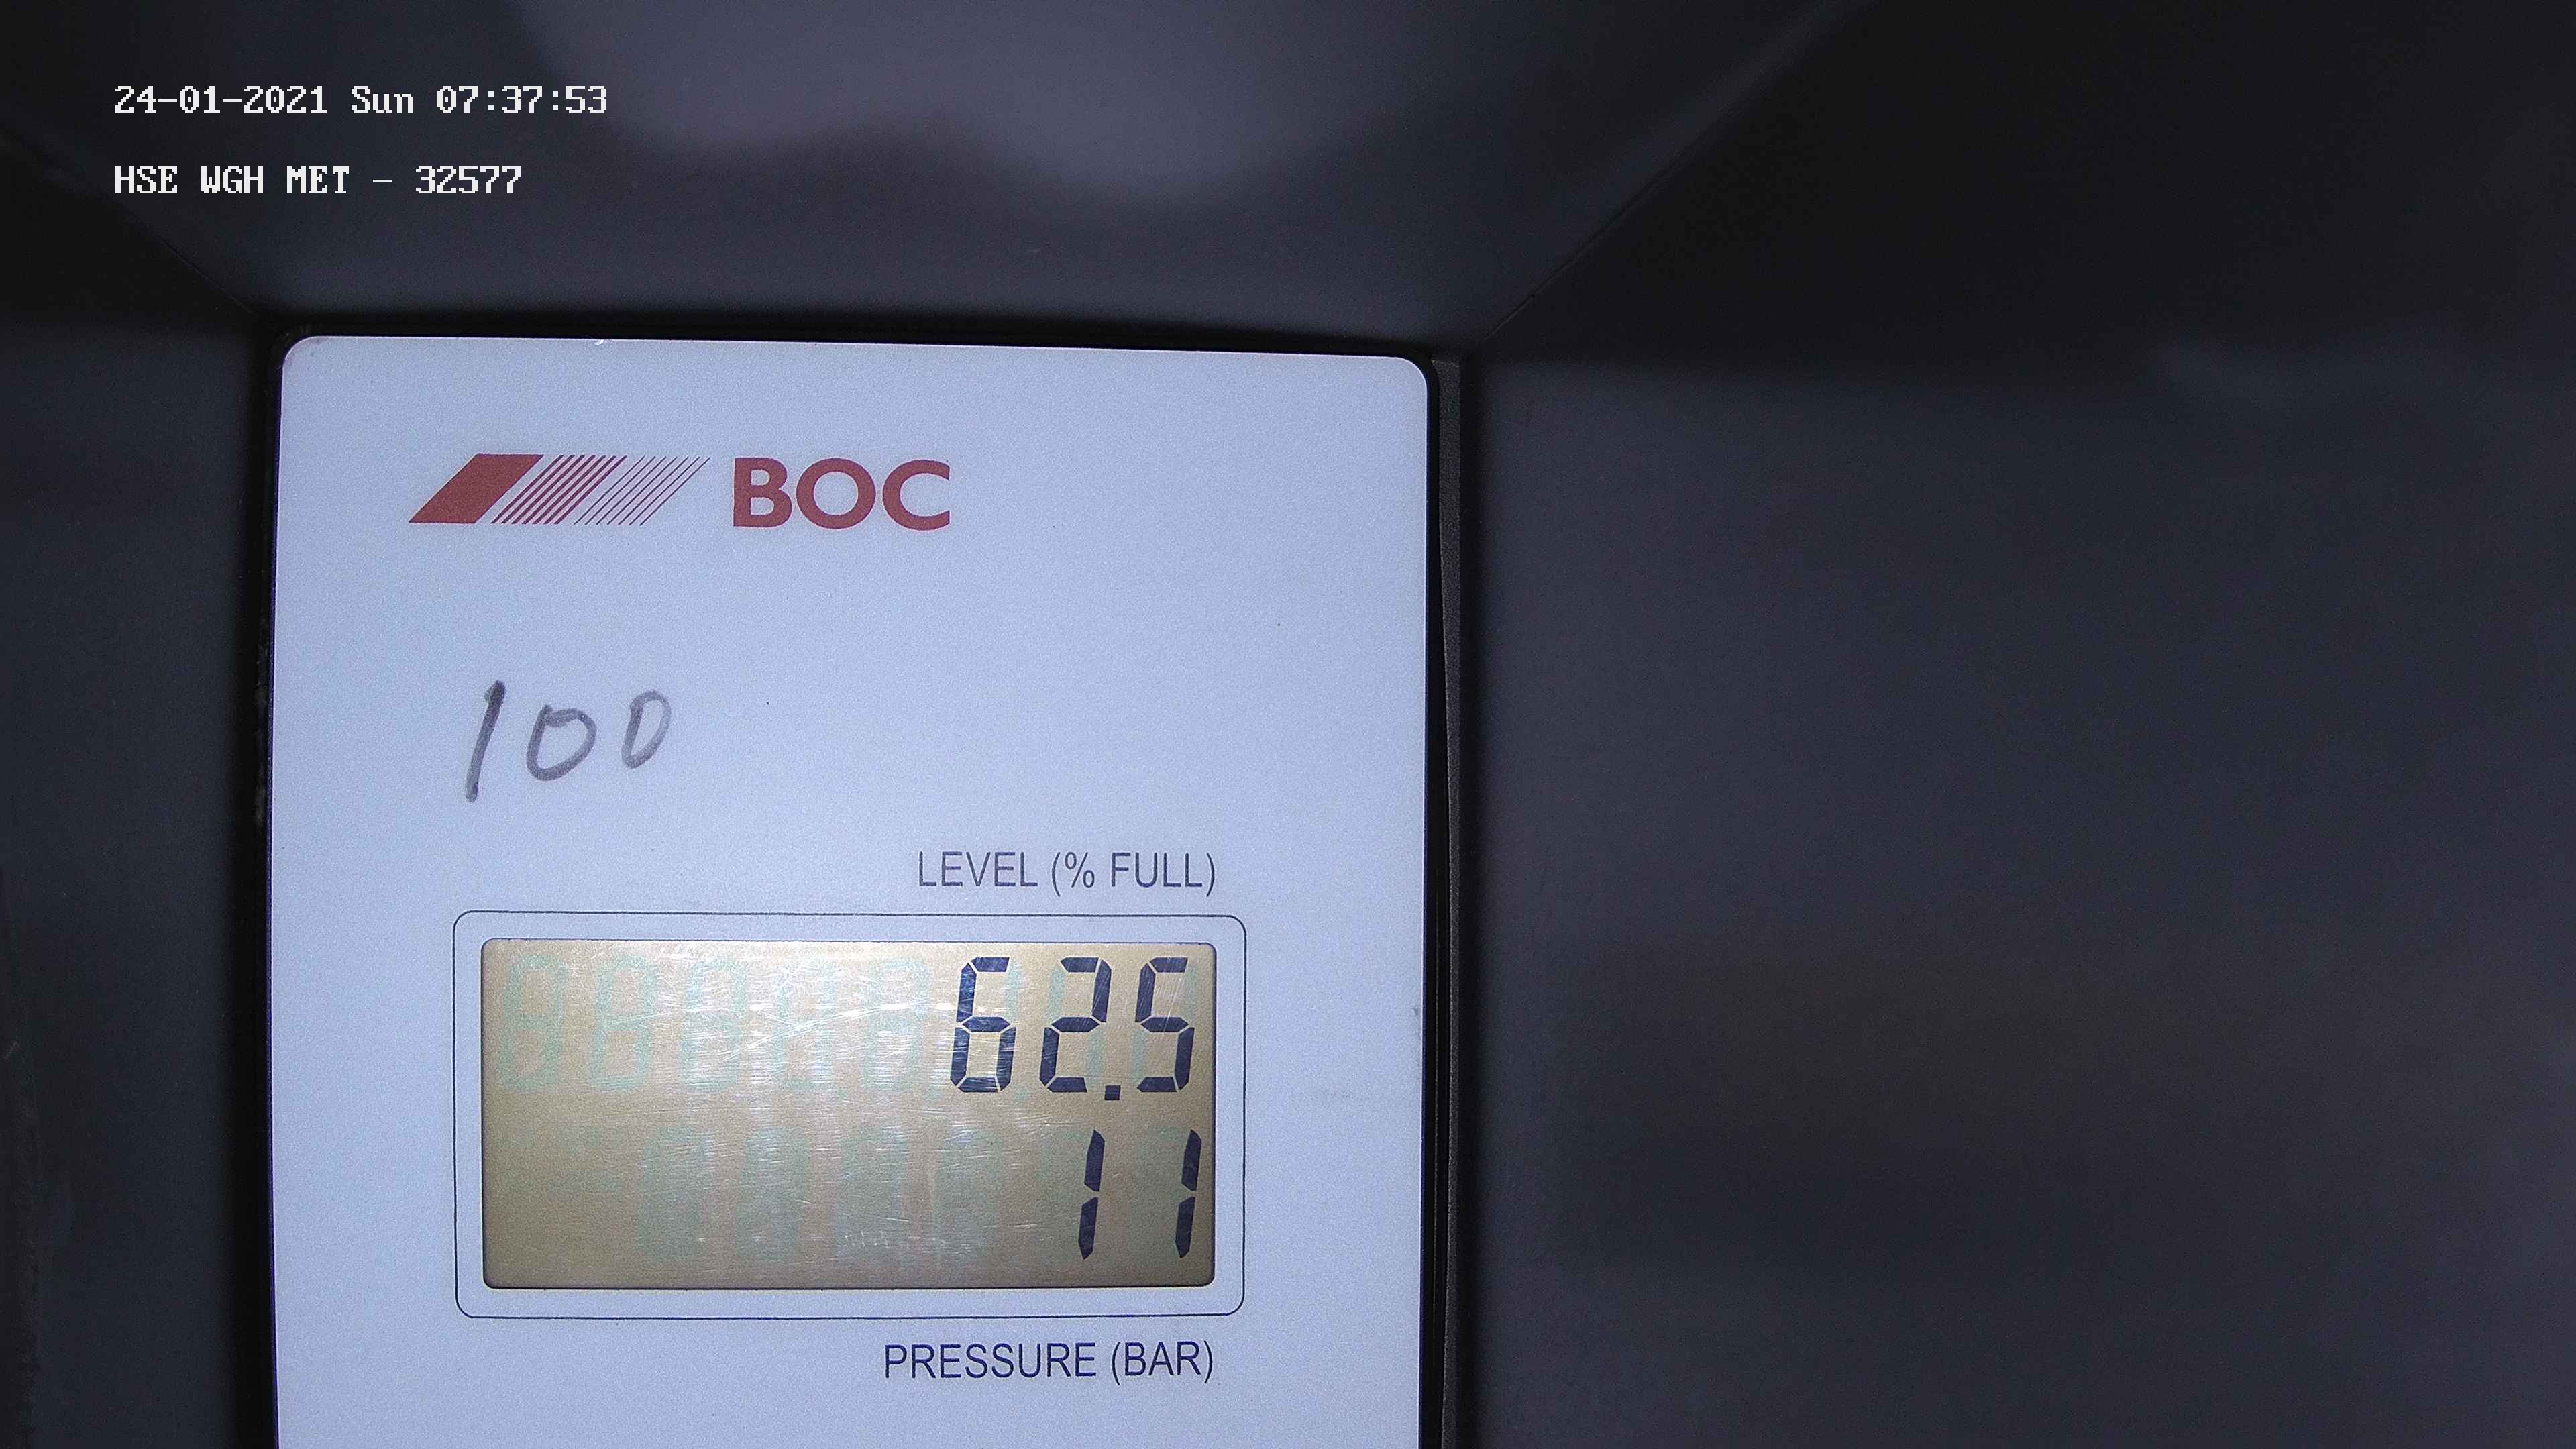 24-01-2021 Sun 07:37:53
HSE WGH MET - 32577
BOC
100
LEVEL (% FULL)
62.5
11
PRESSURE (BAR)